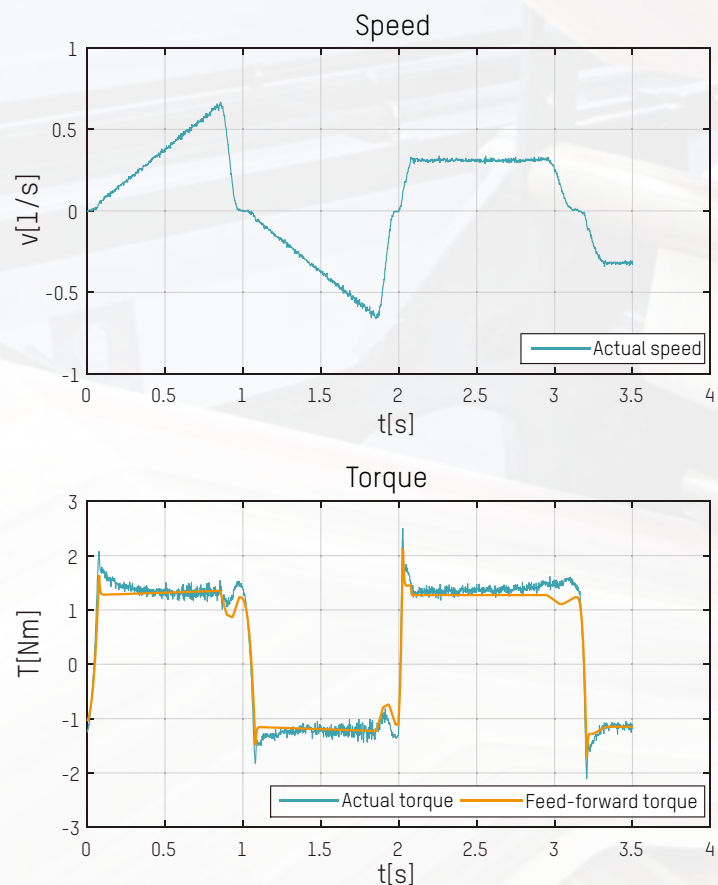 Speed
1
0.5
0
-0.5
-1
v[1/s]
Actual speed
0 0.5 1 1.5 2 2.5 3 3.5 4
t[s]
Torque
3
2
1
0
-1
-2
-3
T[Nm]
Actual torque Feed-forward torque
0 0.5 1 1.5 2 2.5 3 3.5 4
t[s]